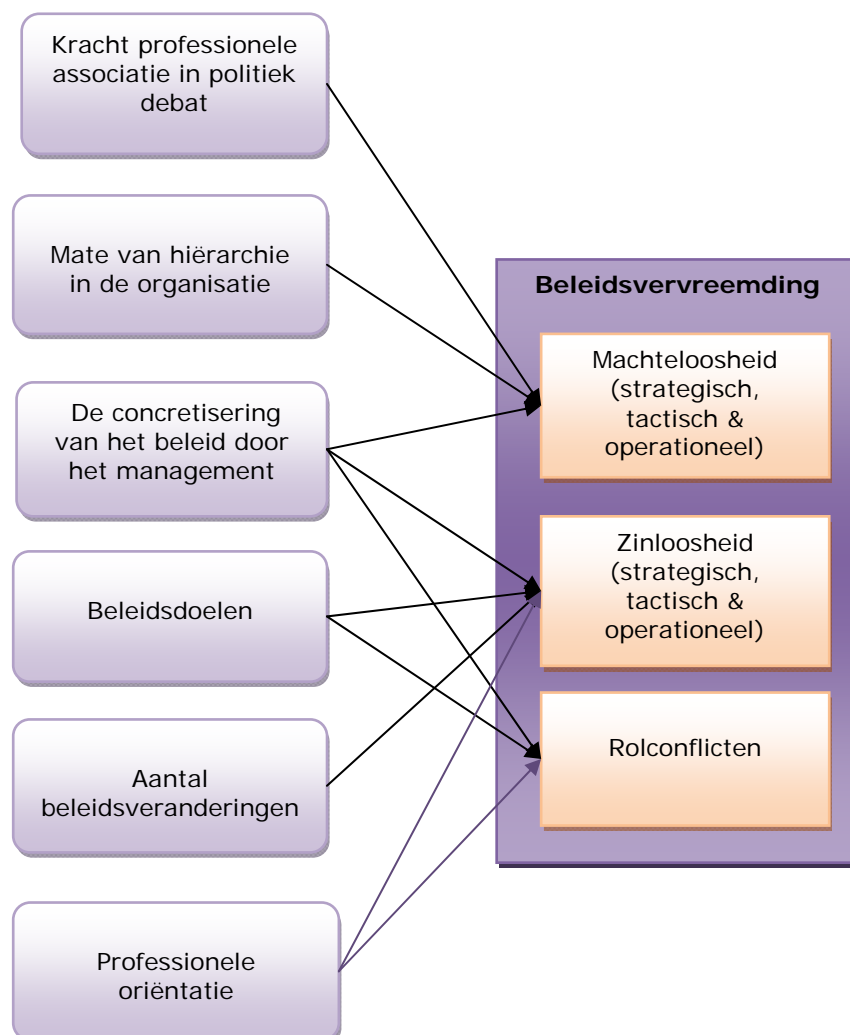 Kracht professionele
associatie in politiek
debat
Mate van hiërarchie
in de organisatie
De concretisering
van het beleid door
het management
Beleidsdoelen
Aantal
beleidsveranderingen
Professionele
oriëntatie
Beleidsvervreemding
Machteloosheid
(strategisch,
tactisch &
operationeel)
Zinloosheid
(strategisch,
tactisch &
operationeel)
Rolconflicten